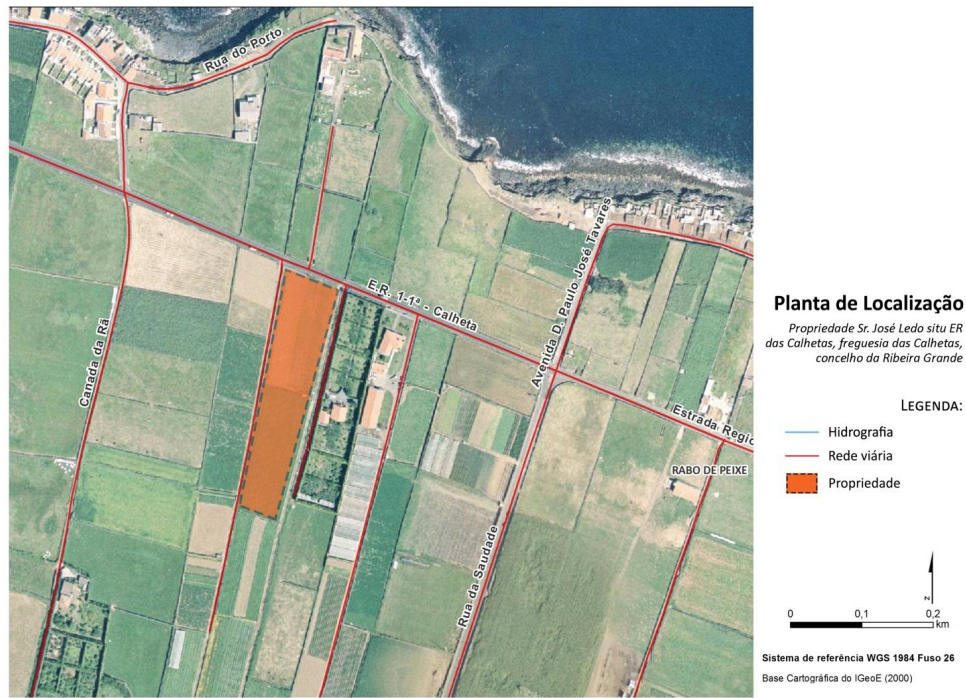 Rua do Porto
Avenida D. Paulo José Tavares
E.R. 1-1ª - Calheta
Canada da Rã
Estrada Regio
RABO DE PEIXE
Rua da Saudade
Planta de Localização
Propriedade Sr. José Ledo situ ER
das Calhetas, freguesia das Calhetas,
concelho da Ribeira Grande
LEGENDA:
Hidrografia
Rede viária
Propriedade
z
0 0,1 0,2
km
Sistema de referência WGS 1984 Fuso 26
Base Cartográfica do IGeoE (2000)